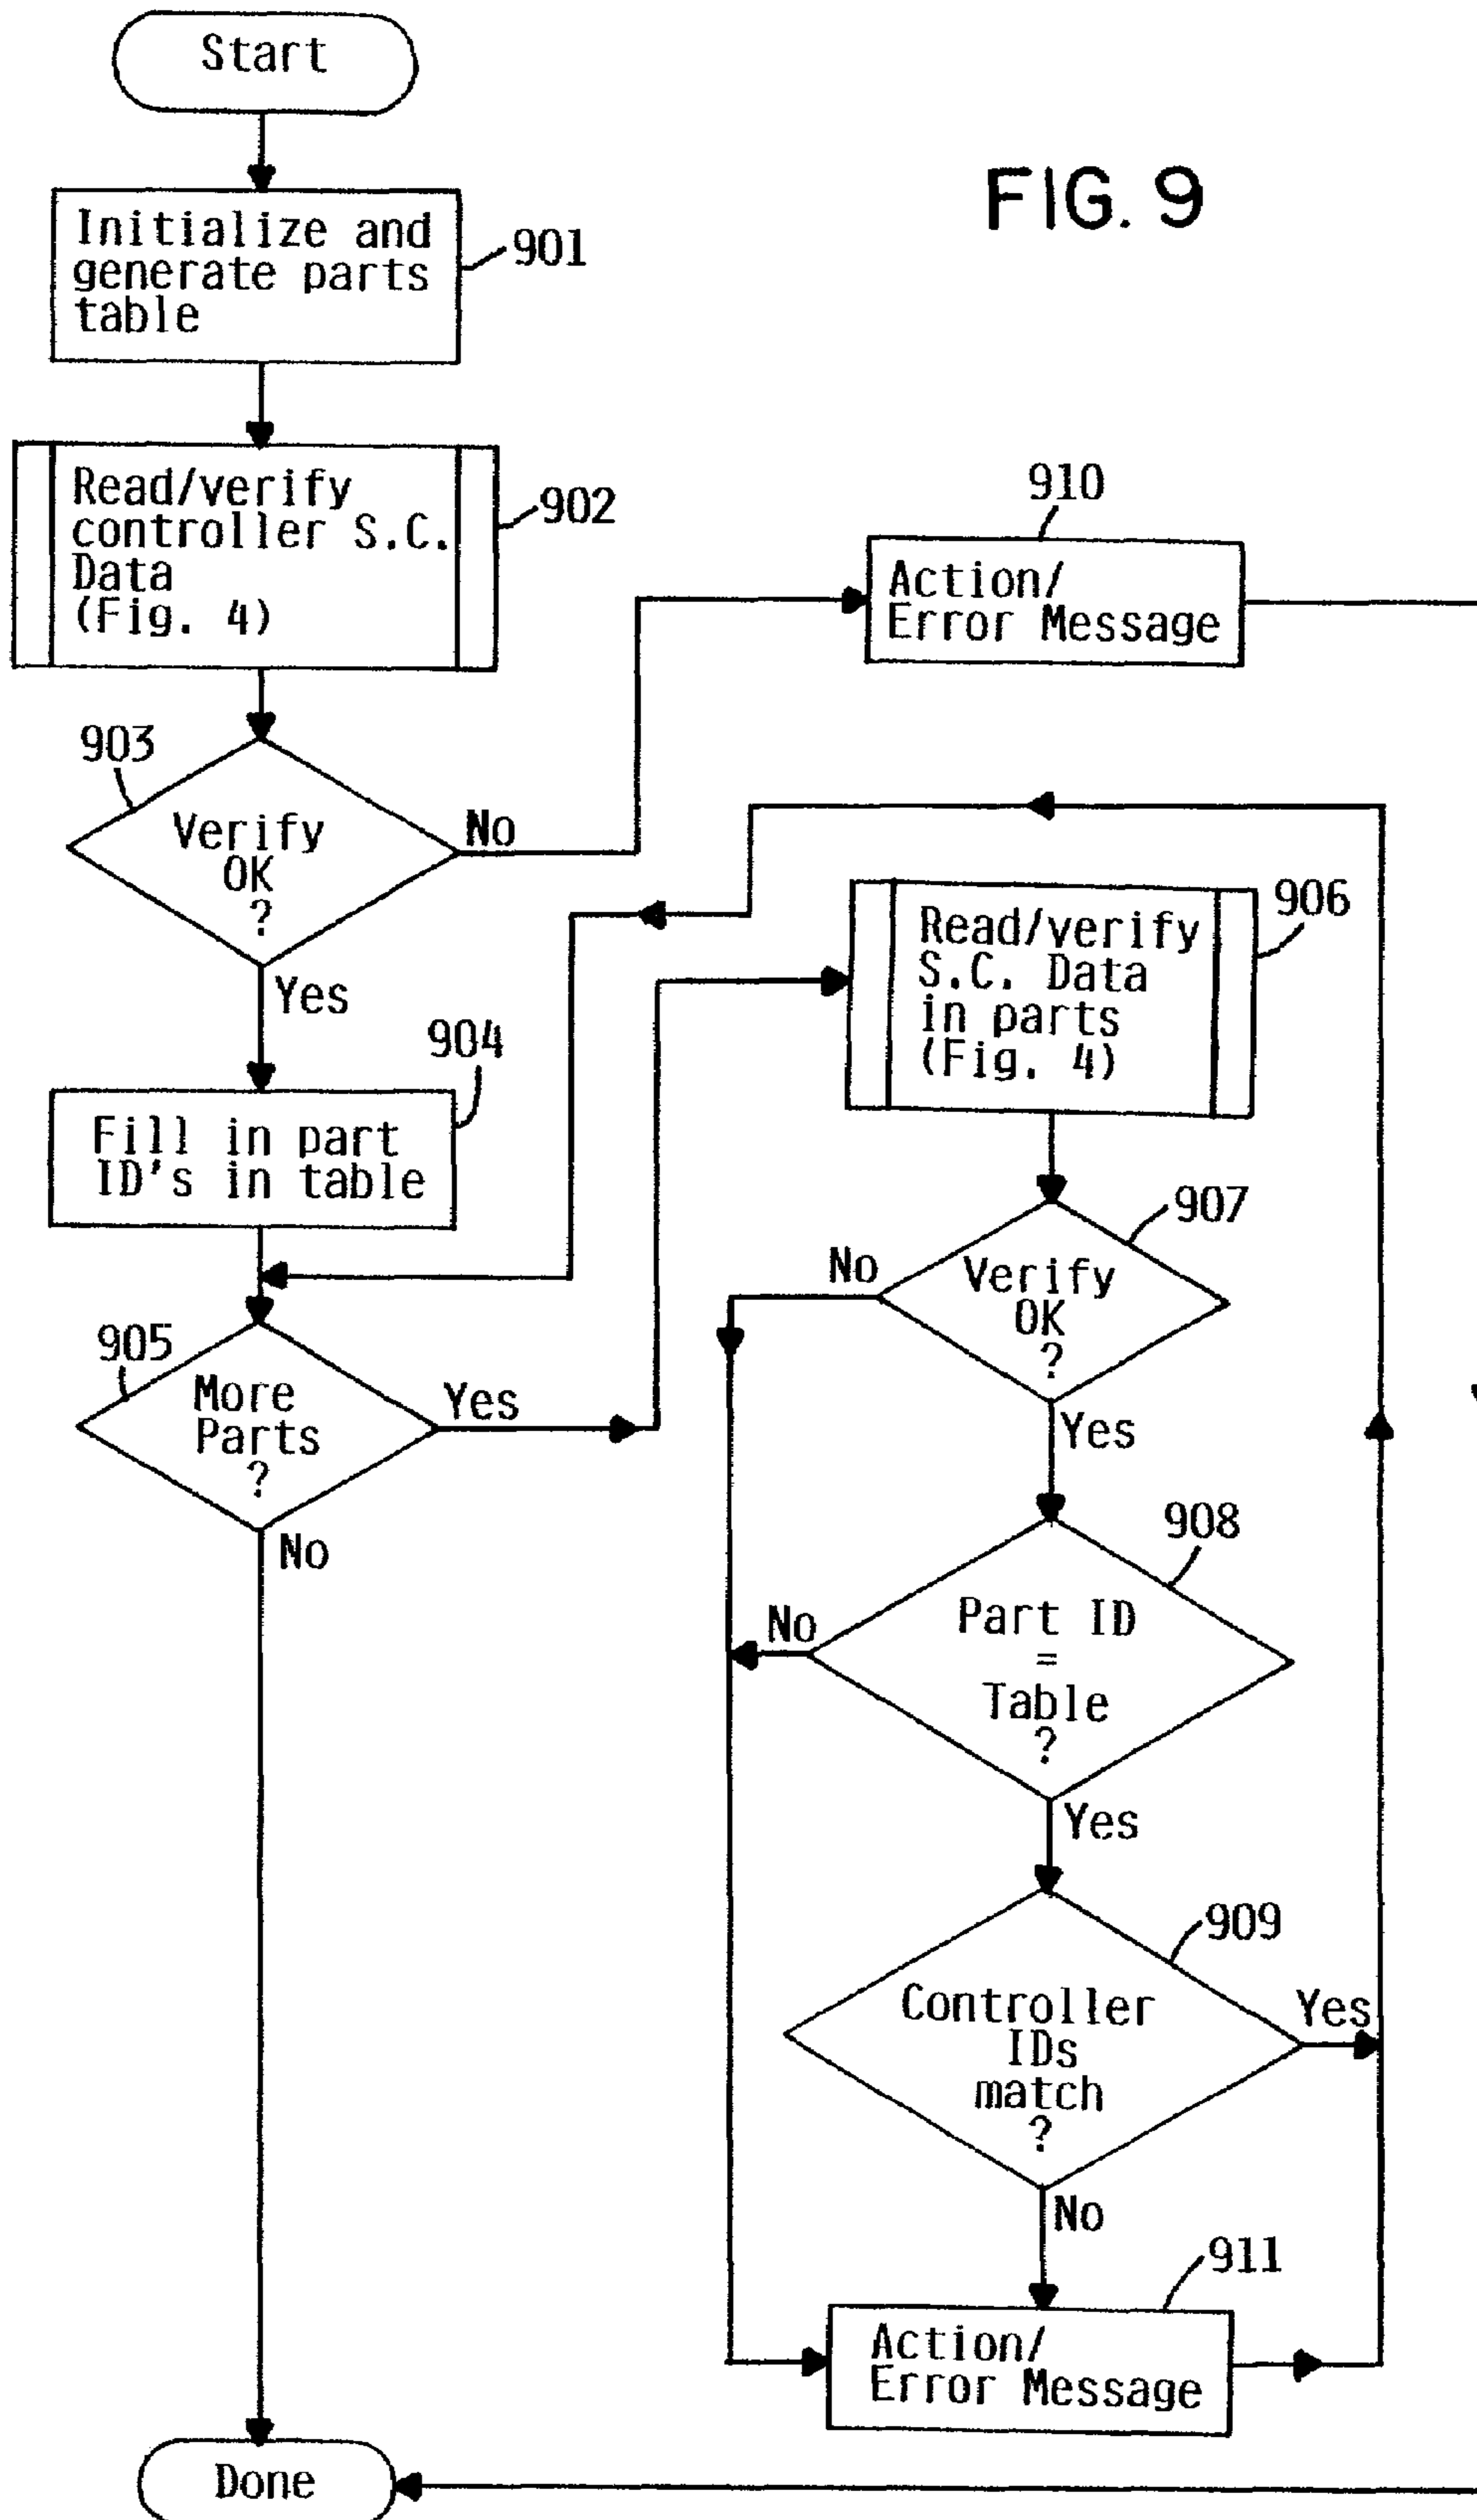 Start
FIG. 9
Initialize and
generate parts
table
901
Read/verify
controller S.C.
Data
(Fig. 4)
902
903
Verify
OK
?
No
Yes
910
Action/
Error Message
904
Fill in part
ID's in table
905
More
Parts
?
Yes
No
906
Read/verify
S.C. Data
in parts
(Fig. 4)
907
Verify
OK
?
No
Yes
908
Part ID
=
Table
?
No
Yes
909
Controller
IDs
match
?
Yes
No
911
Action/
Error Message
Done